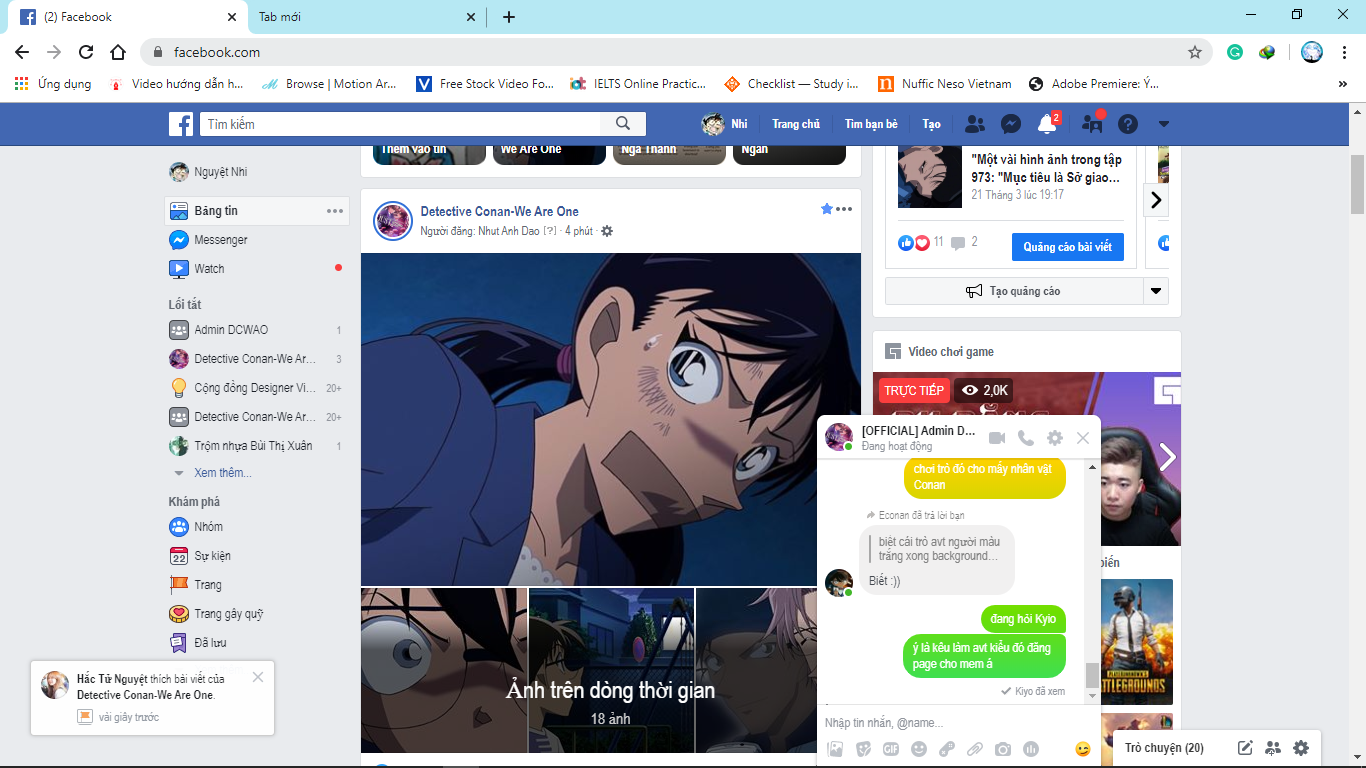 (2) Facebook
Tab mới
facebook.com
Ứng dụng
Video hướng dẫn h...
Browse | Motion Ar...
Free Stock Video Fo...
IELTS Online Practic...
Checklist — Study i...
Nuffic Neso Vietnam
Adobe Premiere: Ý...
Tìm kiếm
Nhi
Trang chủ
Tìm bạn bè
Tạo
2
Nguyệt Nhi
Bảng tin
Messenger
Watch
Lối tắt
Admin DCWAO 1
Detective Conan-We Ar... 3
Cộng đồng Designer Vi... 20+
Detective Conan-We Ar... 20+
Trộm nhựa Bùi Thị Xuân 1
Xem thêm...
Khám phá
Nhóm
Sự kiện
Trang
Trang gây quỹ
Đã lưu
Hắc Tử Nguyệt thích bài viết của
Detective Conan-We Are One.
vài giây trước
Thêm vào tin
We Are One
Nga Thanh
Ngan
Detective Conan-We Are One
Người đăng: Nhut Anh Dao [?] · 4 phút ·
Ảnh trên dòng thời gian
18 ảnh
"Một vài hình ảnh trong tập
973: "Mục tiêu là Sở giao...
21 Tháng 3 lúc 19:17
11
2
Quảng cáo bài viết
Tạo quảng cáo
Video chơi game
TRỰC TIẾP
2,0K
[OFFICIAL] Admin D...
Đang hoạt động
chơi trò đó cho mấy nhân vật
Conan
Econan đã trả lời bạn
biết cái trò avt người màu
trắng xong background...
Biết :))
đang hỏi Kyio
ý là kêu làm avt kiểu đó đăng
page cho mem á
Kiyo đã xem
Nhập tin nhắn, @name...
GIF
Trò chuyện (20)